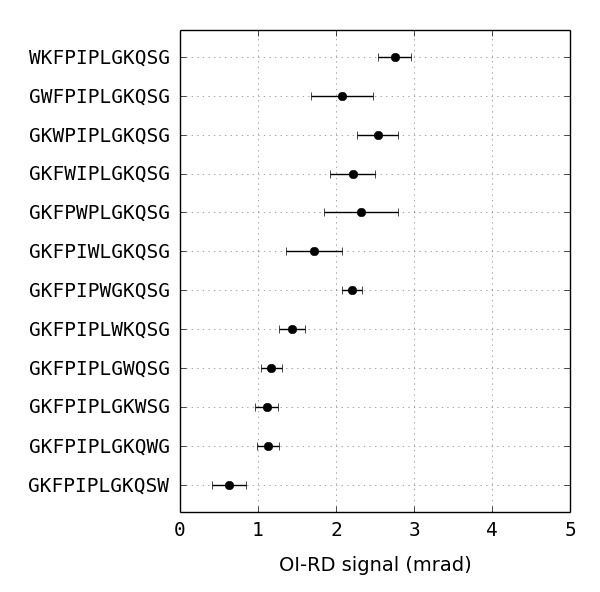 WKFPIPLGKQSG
GWFPIPLGKQSG
GKWPIPLGKQSG
GKFWIPLGKQSG
GKFPWPLGKQSG
GKFPIWLGKQSG
GKFPIPWGKQSG
GKFPIPLWKQSG
GKFPIPLGWQSG
GKFPIPLGKWSG
GKFPIPLGKQWG
GKFPIPLGKQSW
0 1 2 3 4 5
OI-RD signal (mrad)